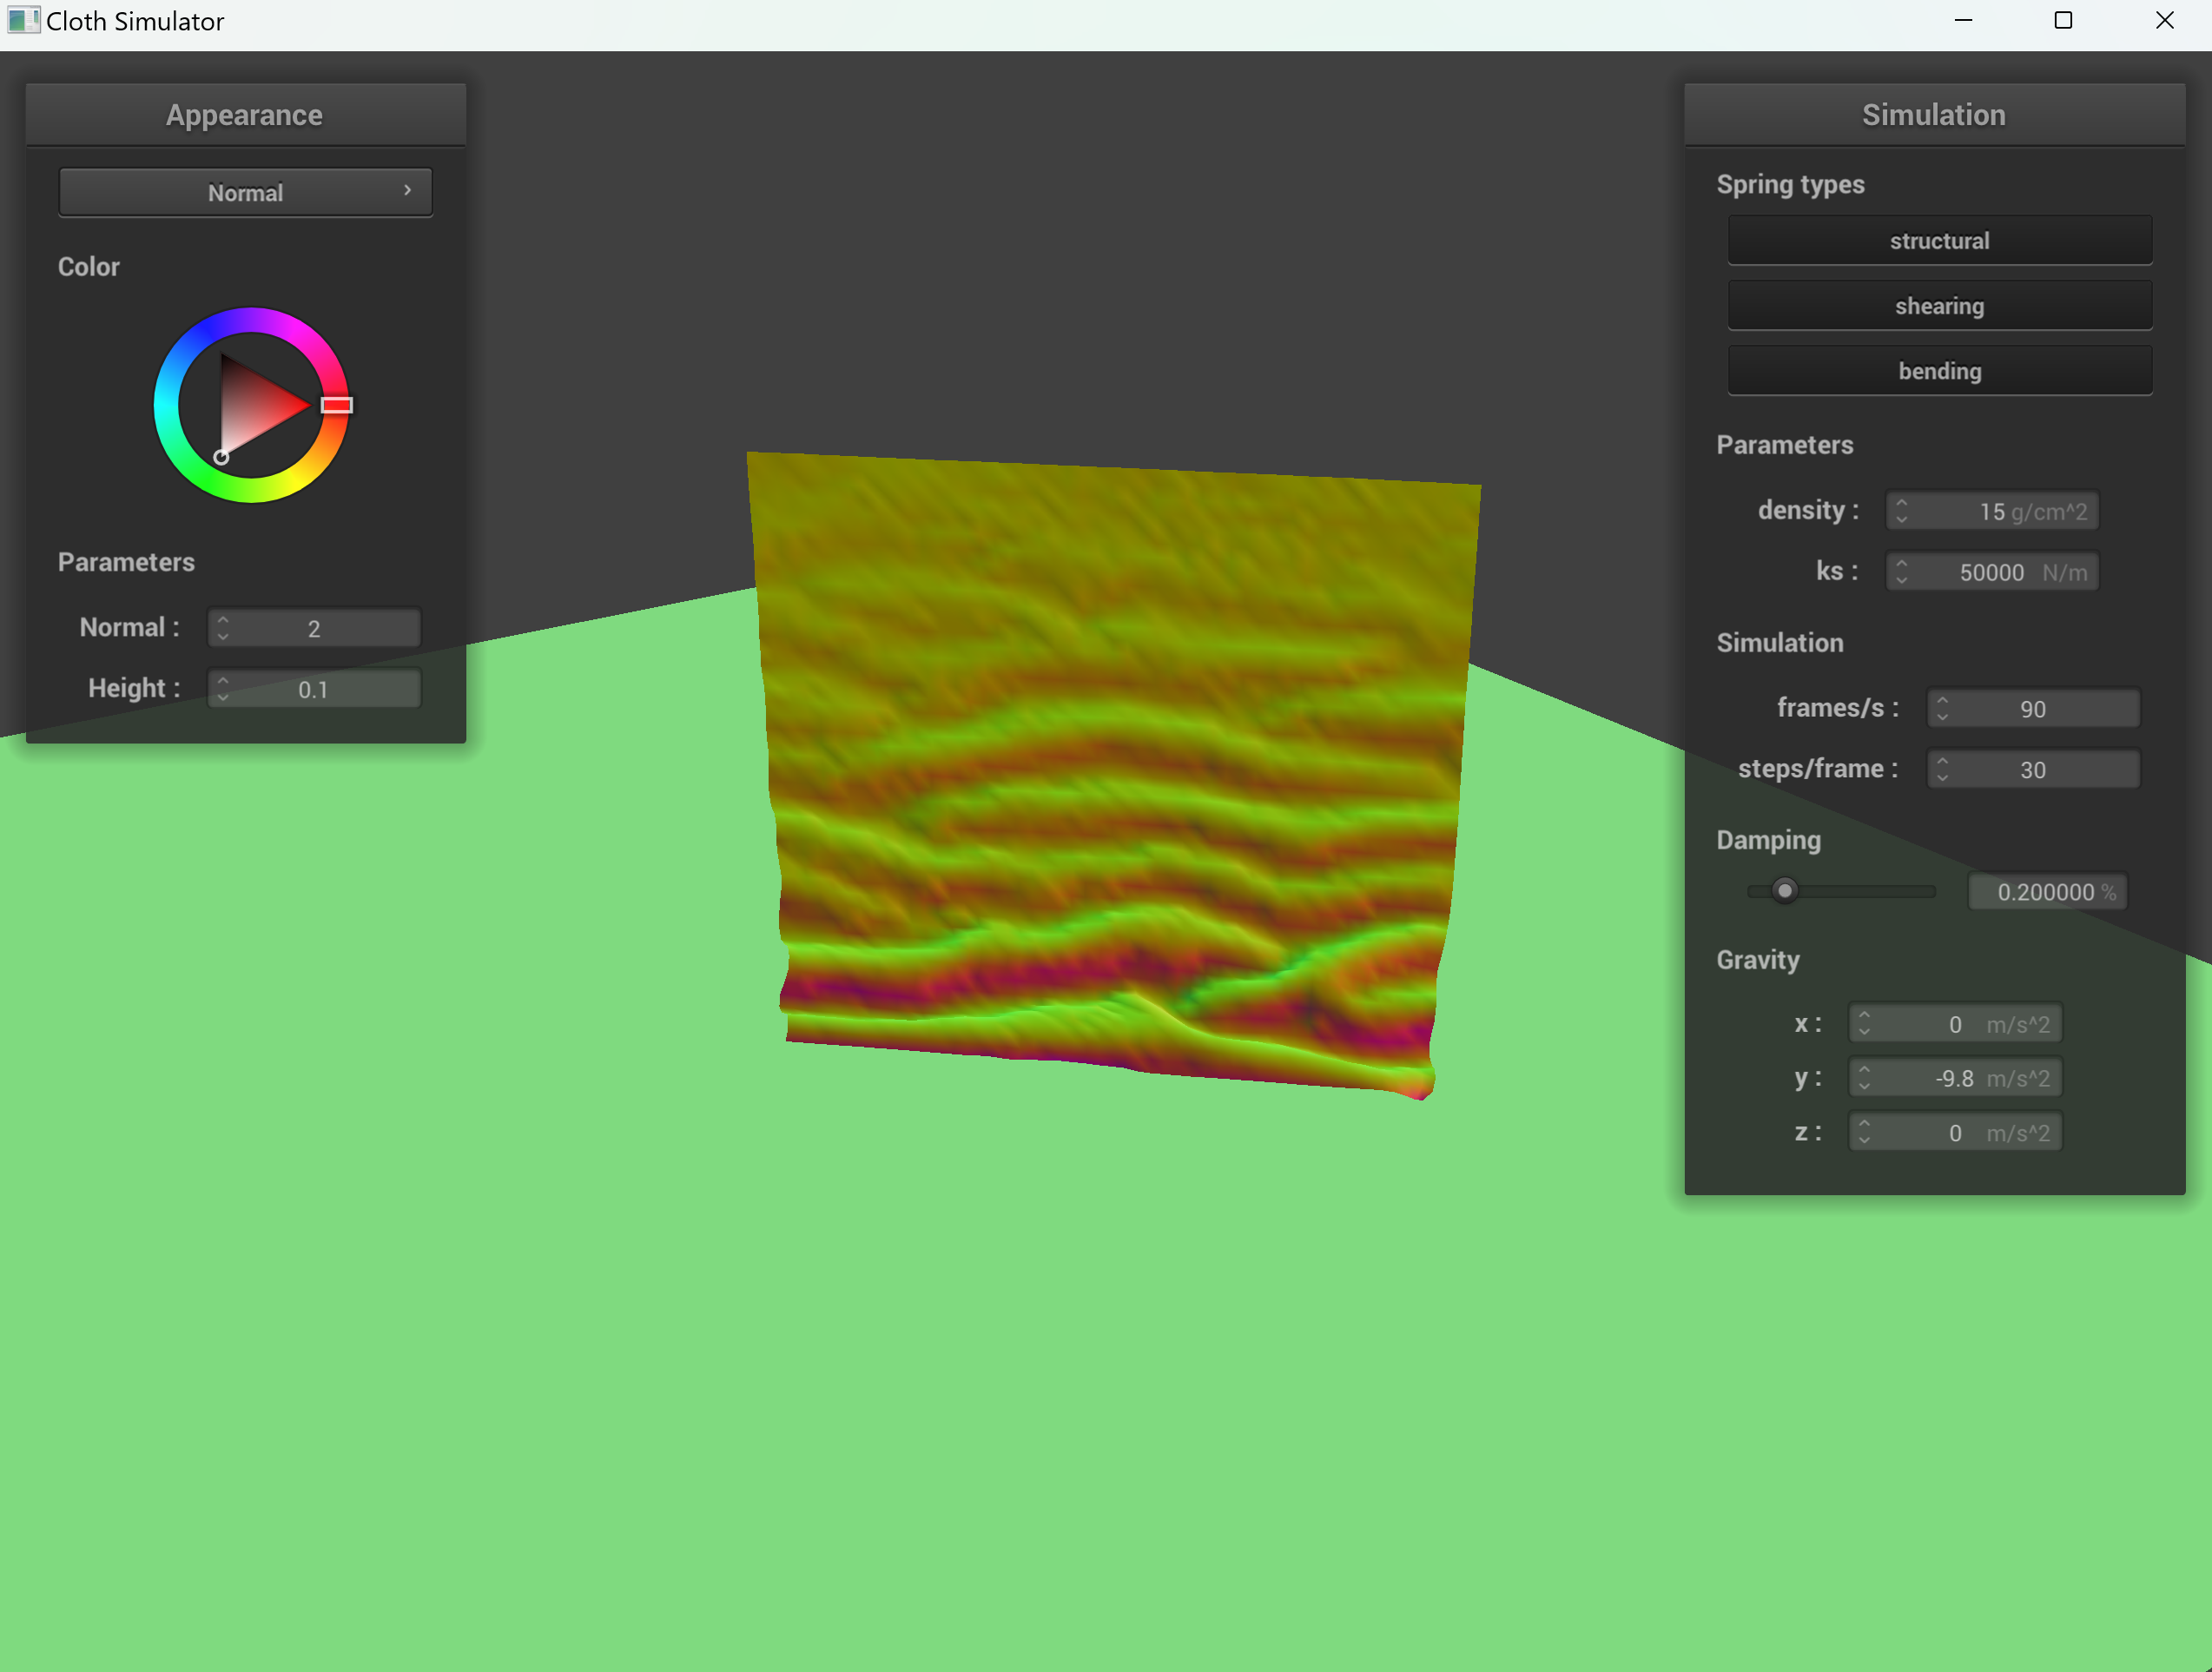 Cloth Simulator
Appearance
Normal
Color
Parameters
Normal : 2
Height : 0.1
Simulation
Spring types
structural
shearing
bending
Parameters
density : 15 g/cm^2
ks : 50000 N/m
Simulation
frames/s : 90
steps/frame : 30
Damping
0.200000 %
Gravity
x : 0 m/s^2
y : -9.8 m/s^2
z : 0 m/s^2